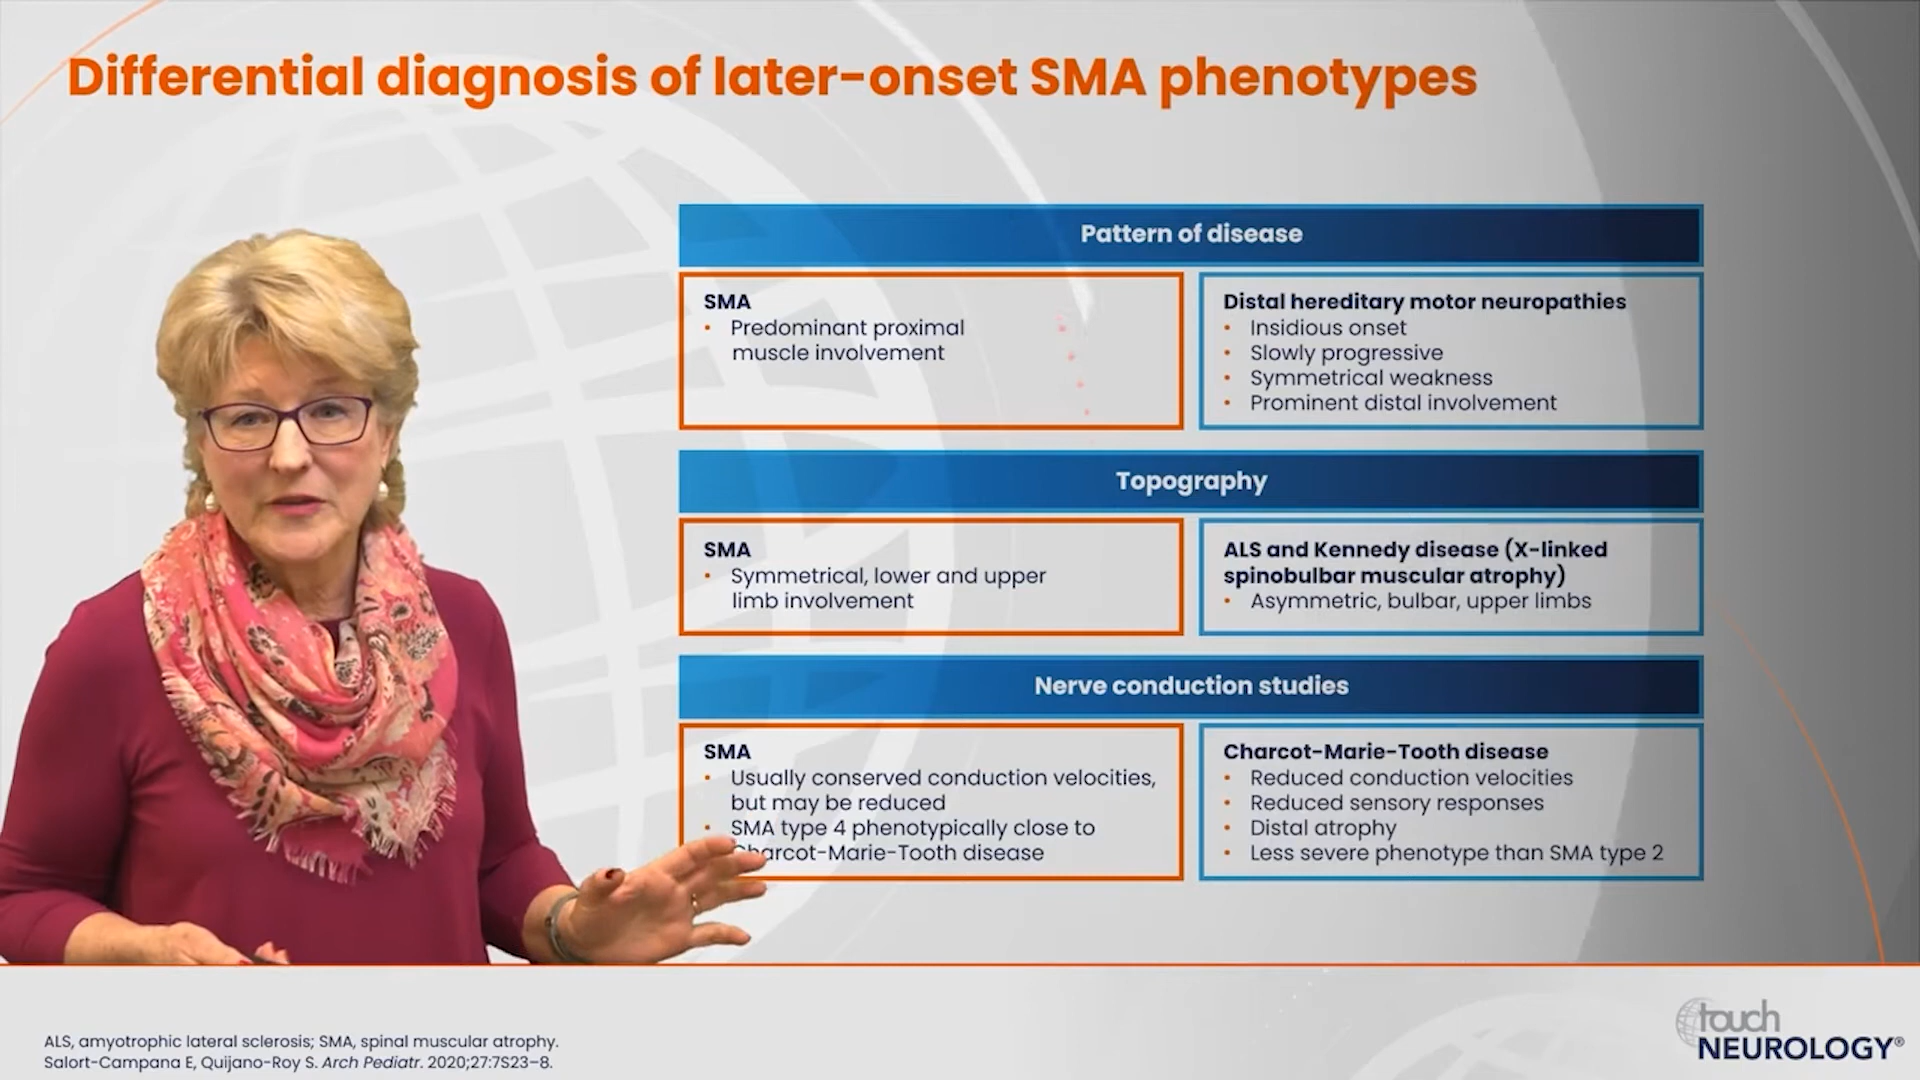 Differential diagnosis of later-onset SMA phenotypes
Pattern of disease
SMA
• Predominant proximal
muscle involvement
Distal hereditary motor neuropathies
• Insidious onset
• Slowly progressive
• Symmetrical weakness
• Prominent distal involvement
Topography
SMA
• Symmetrical, lower and upper
limb involvement
ALS and Kennedy disease (X-linked
spinobulbar muscular atrophy)
• Asymmetric, bulbar, upper limbs
Nerve conduction studies
SMA
• Usually conserved conduction velocities,
but may be reduced
• SMA type 4 phenotypically close to
Charcot-Marie-Tooth disease
Charcot-Marie-Tooth disease
• Reduced conduction velocities
• Reduced sensory responses
• Distal atrophy
• Less severe phenotype than SMA type 2
ALS, amyotrophic lateral sclerosis; SMA, spinal muscular atrophy.
Salort-Campana E, Quijano-Roy S. Arch Pediatr. 2020;27:7S23–8.
touch
NEUROLOGY®